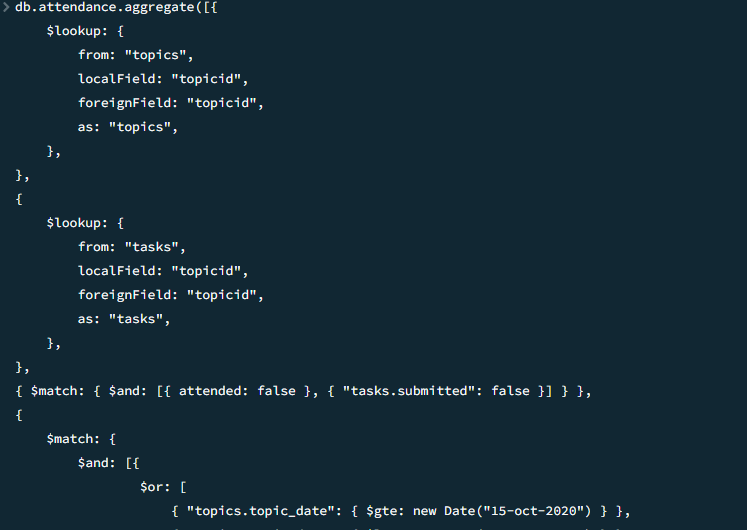 db.attendance.aggregate([{
$lookup: {
from: "topics",
localField: "topicid",
foreignField: "topicid",
as: "topics",
},
},
{
$lookup: {
from: "tasks",
localField: "topicid",
foreignField: "topicid",
as: "tasks",
},
},
{ $match: { $and: [{ attended: false }, { "tasks.submitted": false }] } },
{
$match: {
$and: [{
$or: [
{ "topics.topic_date": { $gte: new Date("15-oct-2020") } },